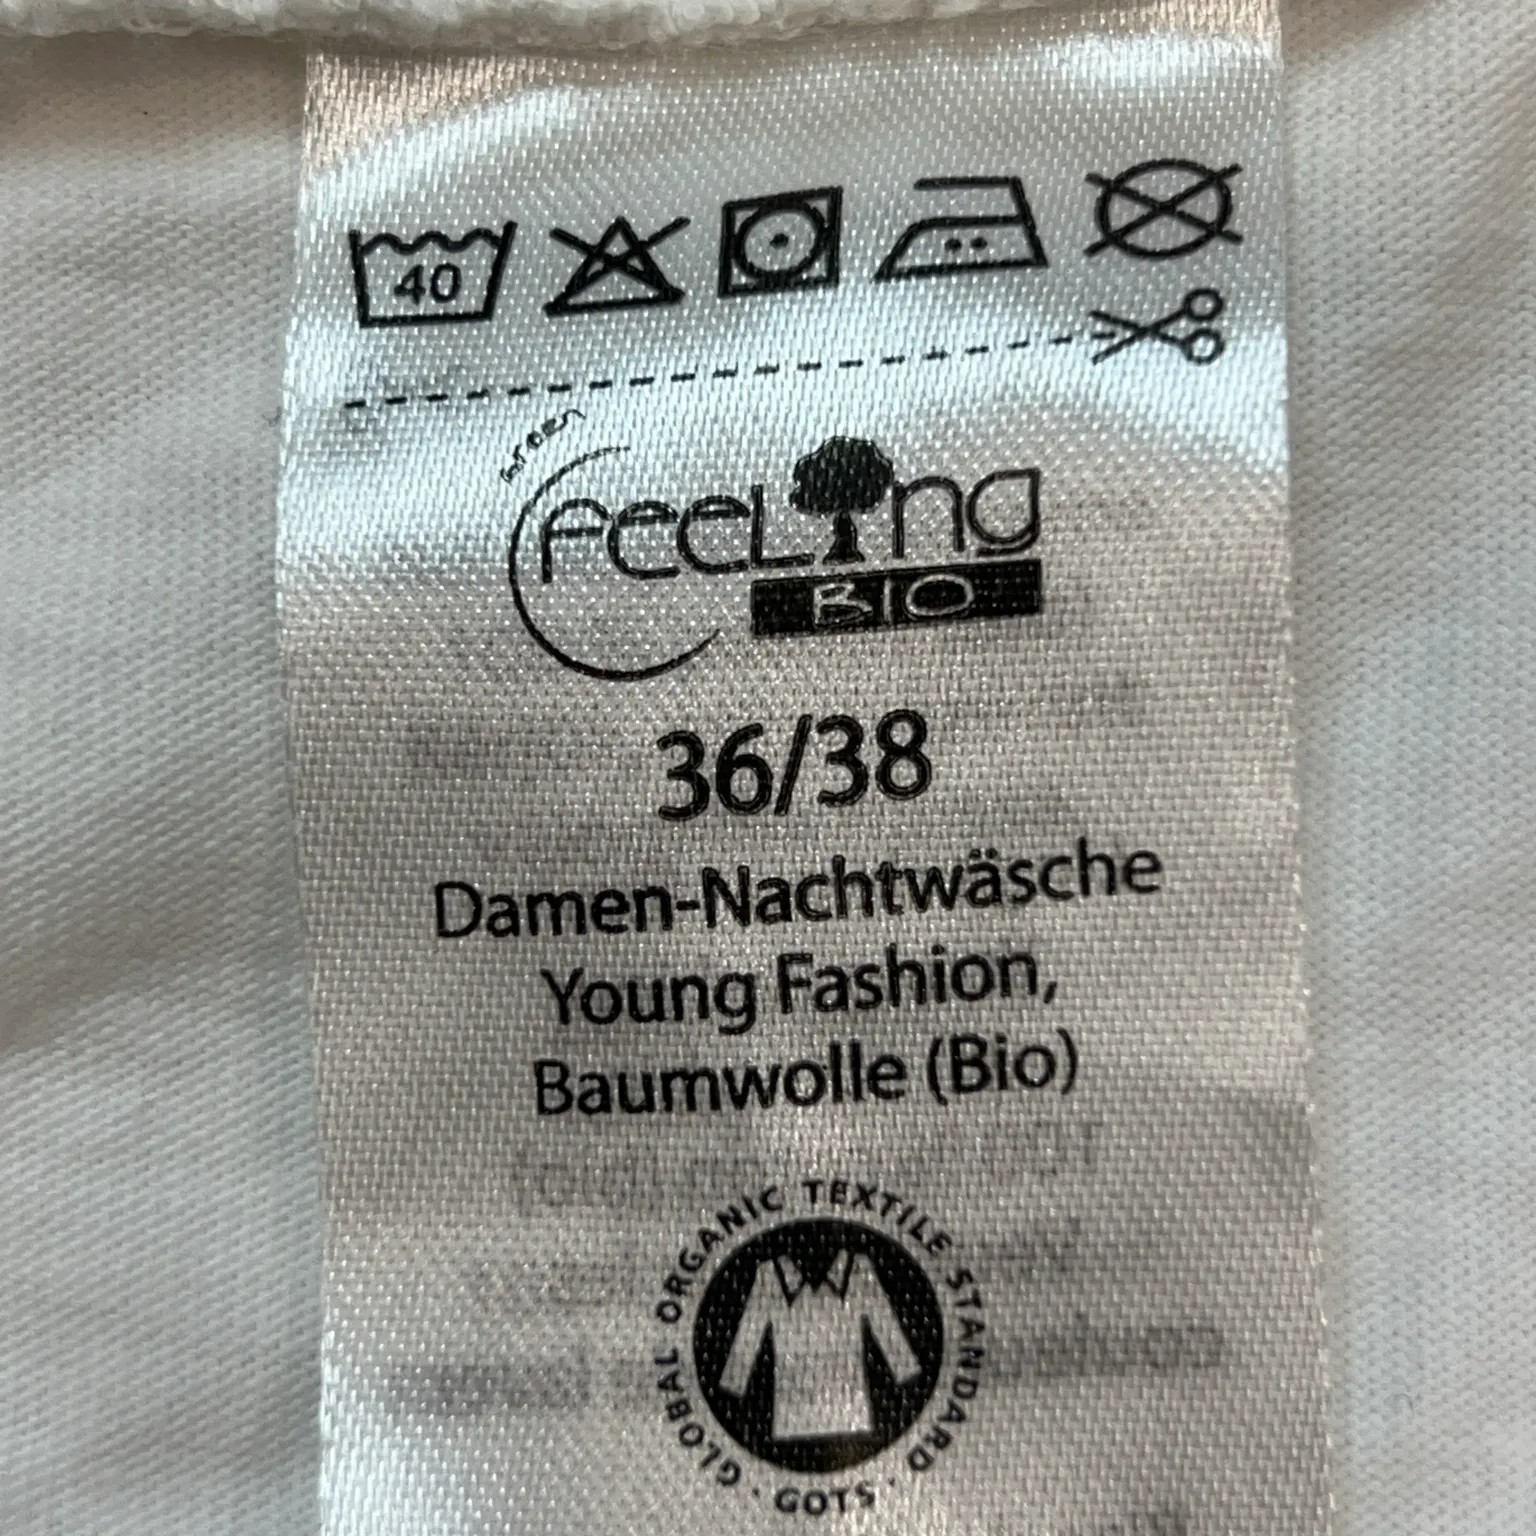 40
Green
FEELING
BIO
36/38
Damen-Nachtwäsche
Young Fashion,
Baumwolle (Bio)
GLOBAL ORGANIC TEXTILE STANDARD · GOTS ·